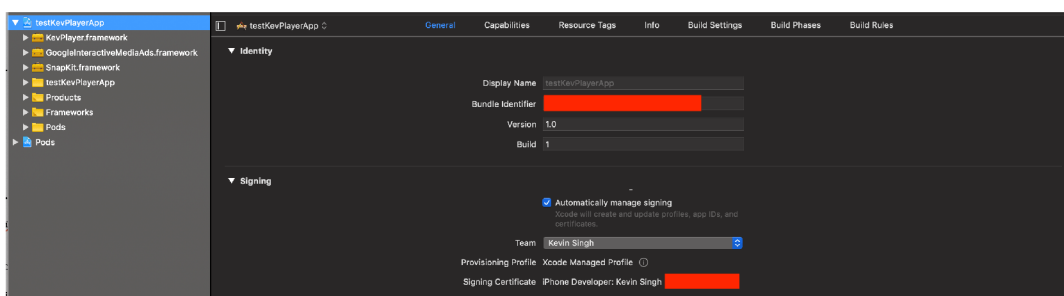 testKevPlayerApp
KevPlayer.framework
GoogleInteractiveMediaAds.framework
SnapKit.framework
testKevPlayerApp
Products
Frameworks
Pods
Pods
testKevPlayerApp General Capabilities Resource Tags Info Build Settings Build Phases Build Rules
Identity
Display Name testKevPlayerApp
Bundle Identifier
Version 1.0
Build 1
Signing
Automatically manage signing
Xcode will create and update profiles, app IDs, and
certificates.
Team Kevin Singh
Provisioning Profile Xcode Managed Profile
Signing Certificate iPhone Developer: Kevin Singh